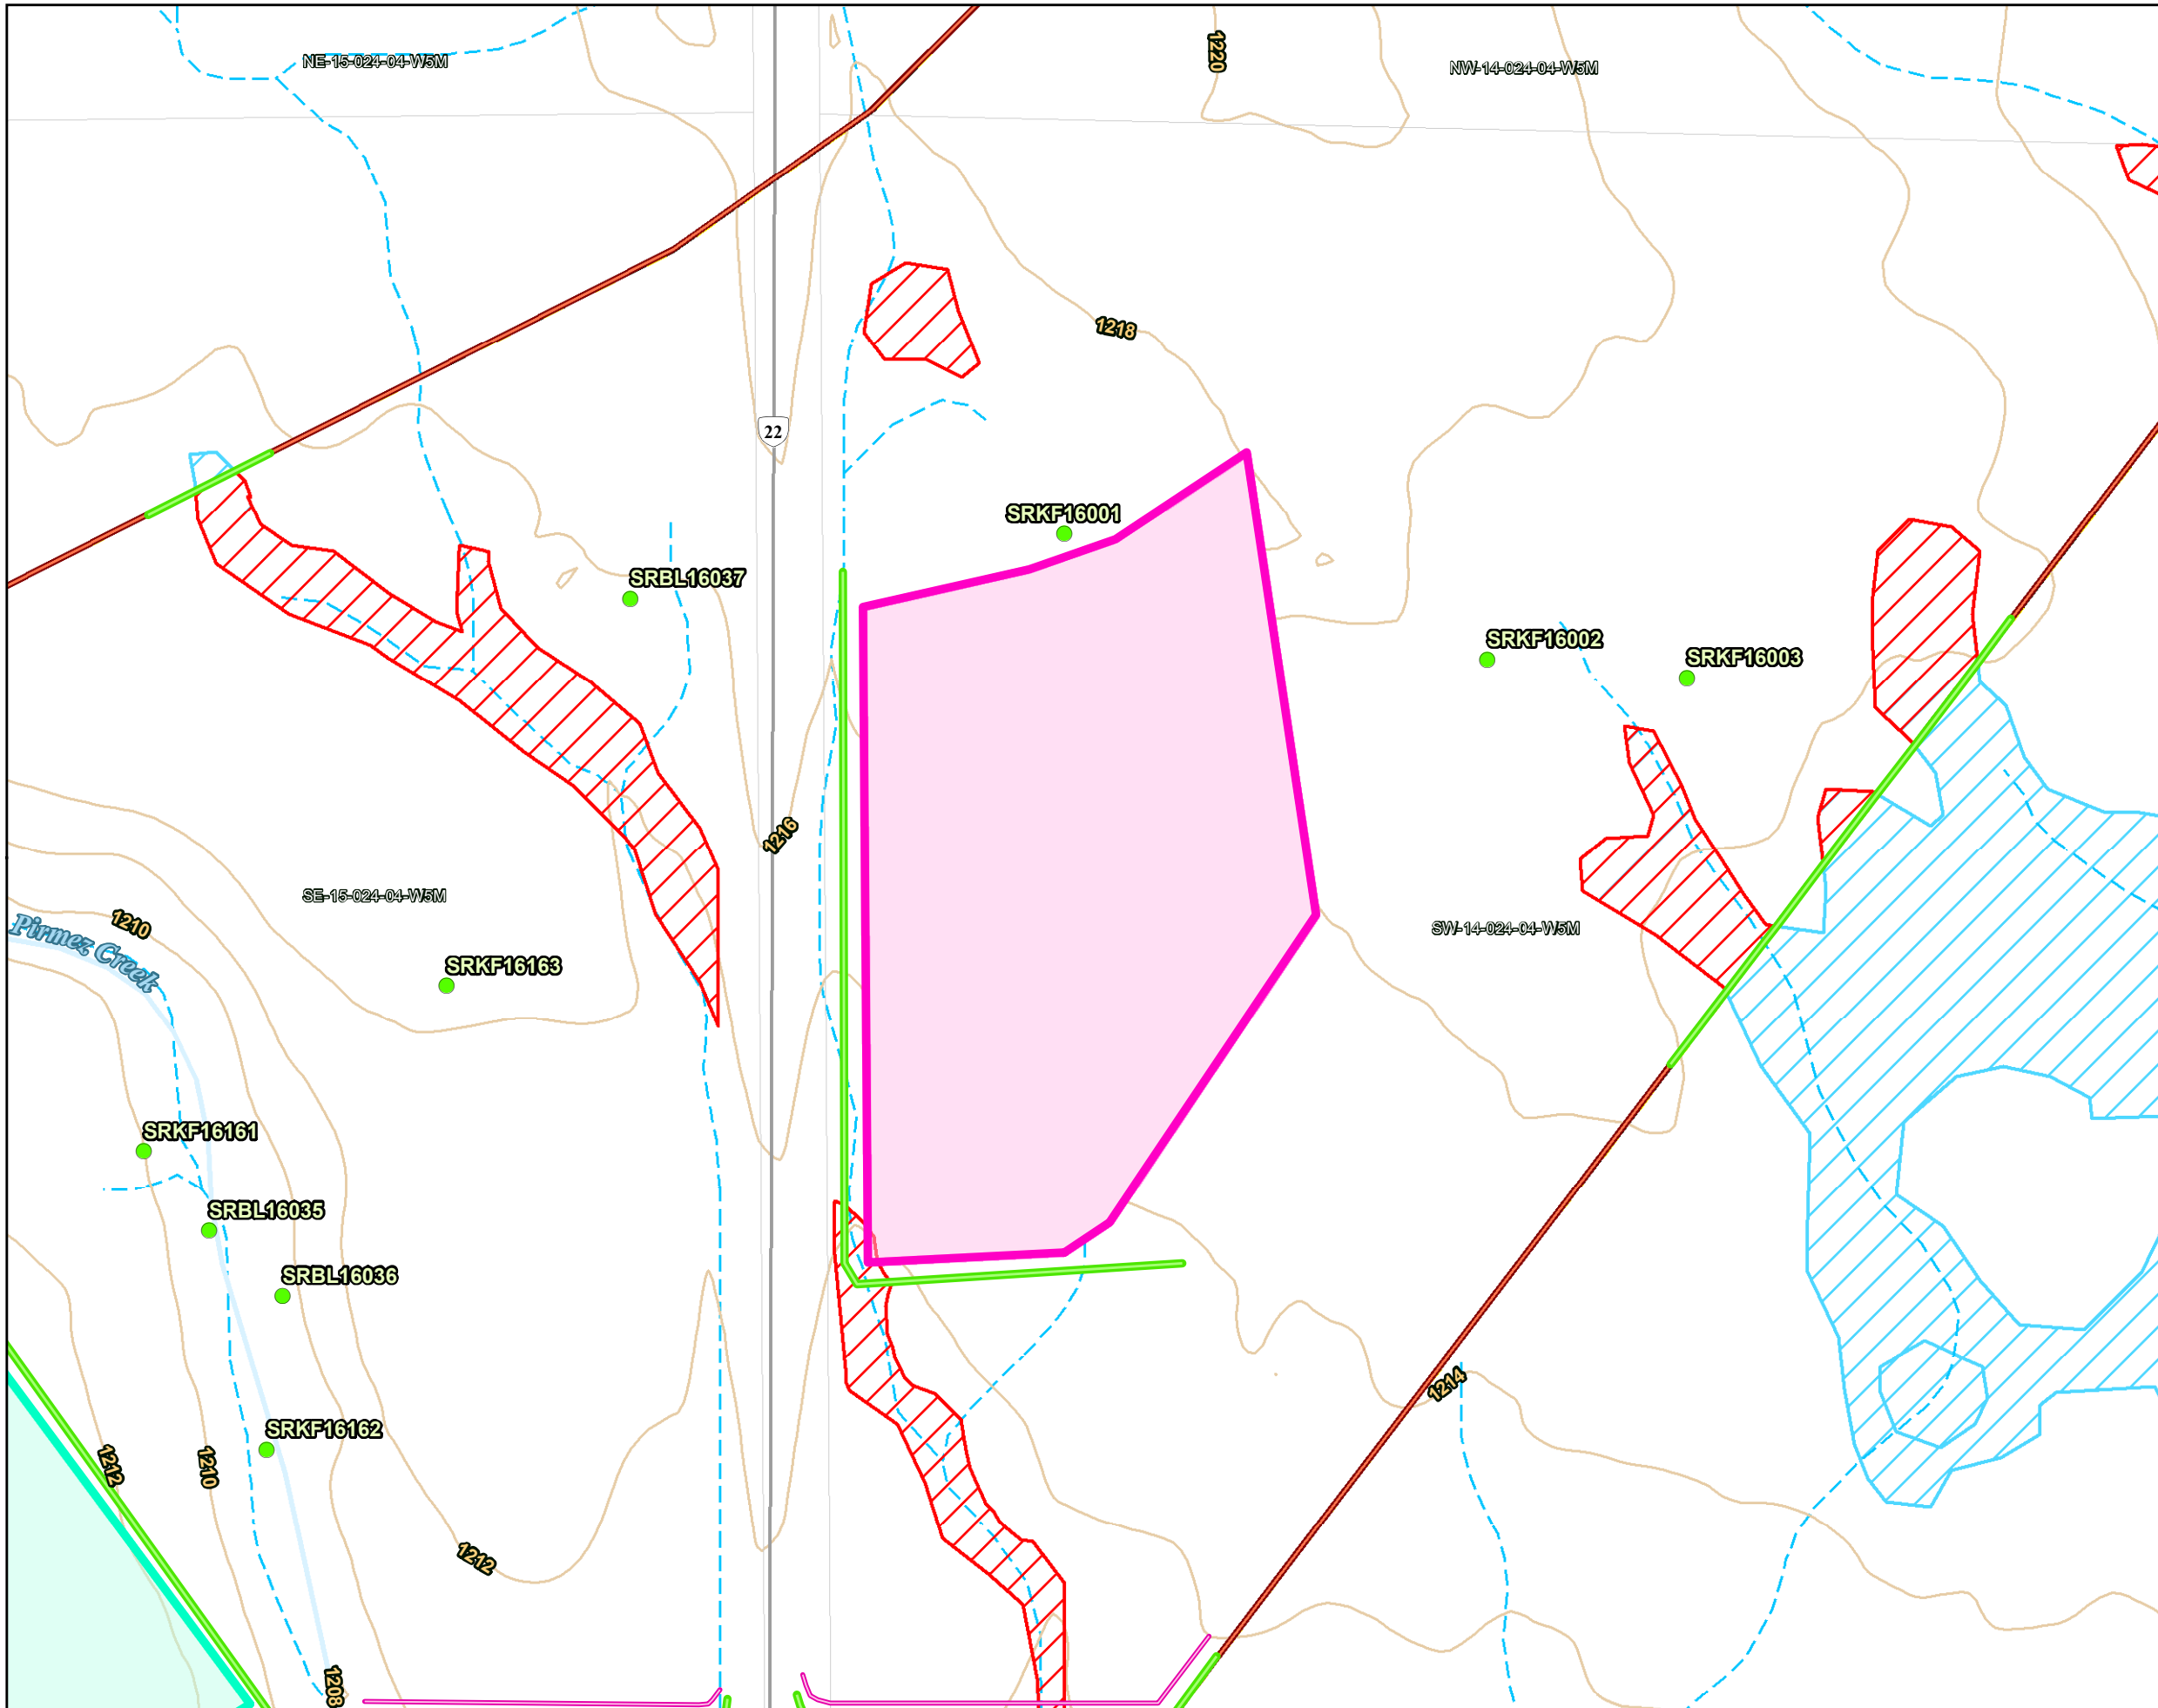 1220
NE-15-024-04-W5M
NW-14-024-04-W5M
1218
22
SRKF16001
SRBL16037
SRKF16002
SRKF16003
1216
SE-15-024-04-W5M
1210
SW-14-024-04-W5M
Pirmez Creek
SRKF16163
SRKF16161
SRBL16035
SRBL16036
1214
SRKF16162
1212
1210
1212
1208